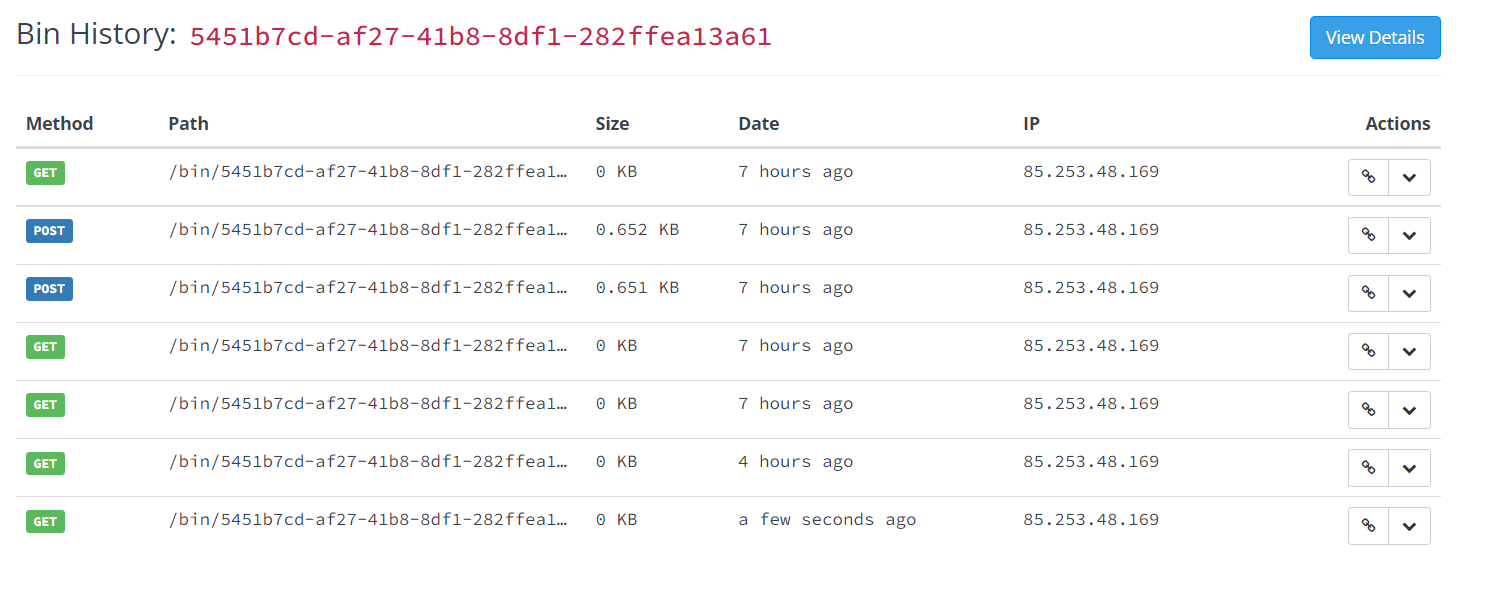 Bin History: 5451b7cd-af27-41b8-8df1-282ffea13a61 View Details
Method Path Size Date IP Actions
GET /bin/5451b7cd-af27-41b8-8df1-282ffea1… 0 KB 7 hours ago 85.253.48.169
POST /bin/5451b7cd-af27-41b8-8df1-282ffea1… 0.652 KB 7 hours ago 85.253.48.169
POST /bin/5451b7cd-af27-41b8-8df1-282ffea1… 0.651 KB 7 hours ago 85.253.48.169
GET /bin/5451b7cd-af27-41b8-8df1-282ffea1… 0 KB 7 hours ago 85.253.48.169
GET /bin/5451b7cd-af27-41b8-8df1-282ffea1… 0 KB 7 hours ago 85.253.48.169
GET /bin/5451b7cd-af27-41b8-8df1-282ffea1… 0 KB 4 hours ago 85.253.48.169
GET /bin/5451b7cd-af27-41b8-8df1-282ffea1… 0 KB a few seconds ago 85.253.48.169